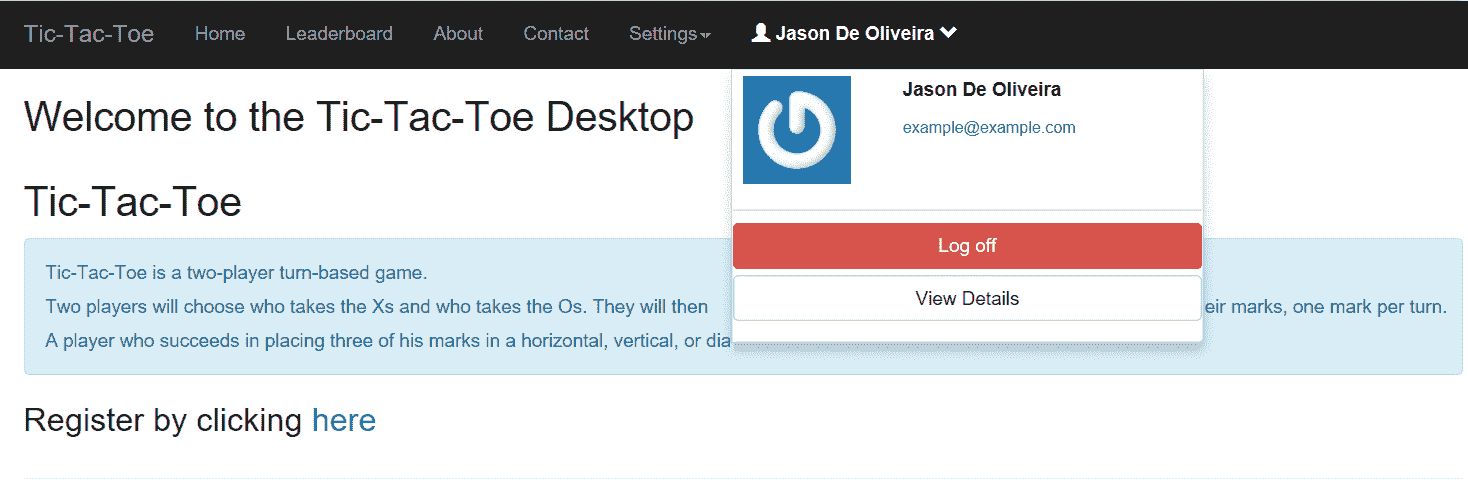 Tic-Tac-Toe Home Leaderboard About Contact Settings Jason De Oliveira
Welcome to the Tic-Tac-Toe Desktop
Jason De Oliveira
example@example.com
Tic-Tac-Toe
Log off
View Details
Tic-Tac-Toe is a two-player turn-based game.
Two players will choose who takes the Xs and who takes the Os. They will then eir marks, one mark per turn.
A player who succeeds in placing three of his marks in a horizontal, vertical, or dia
Register by clicking here